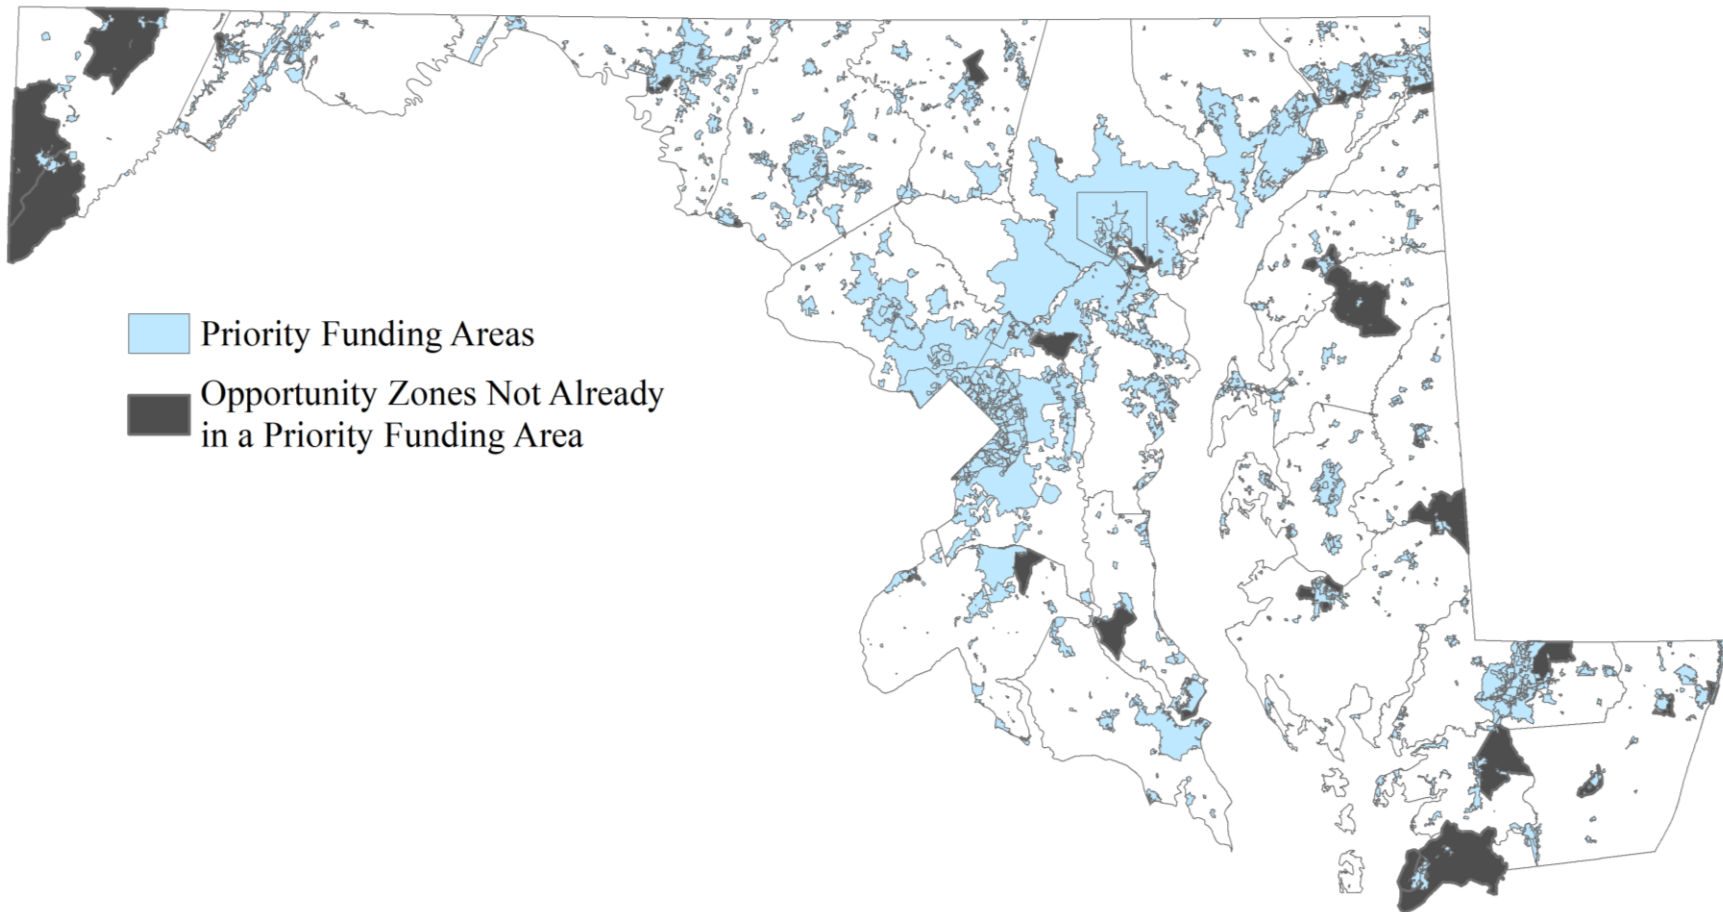 Priority Funding Areas
Opportunity Zones Not Already
in a Priority Funding Area